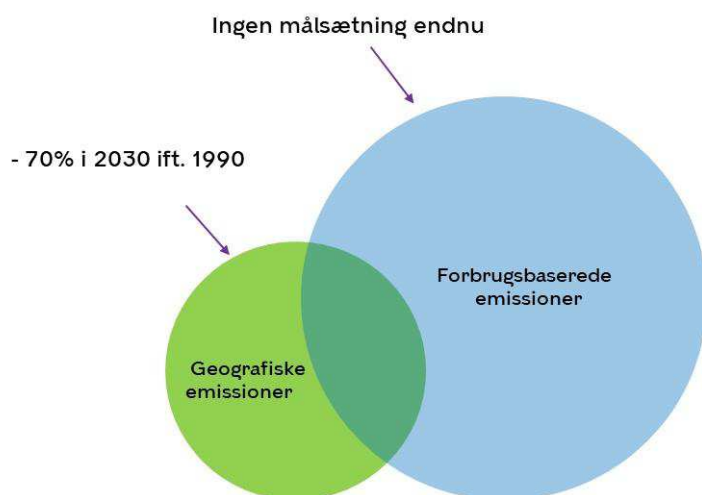 Ingen målsætning endnu
- 70% i 2030 ift. 1990
Forbrugsbaserede
emissioner
Geografiske
emissioner